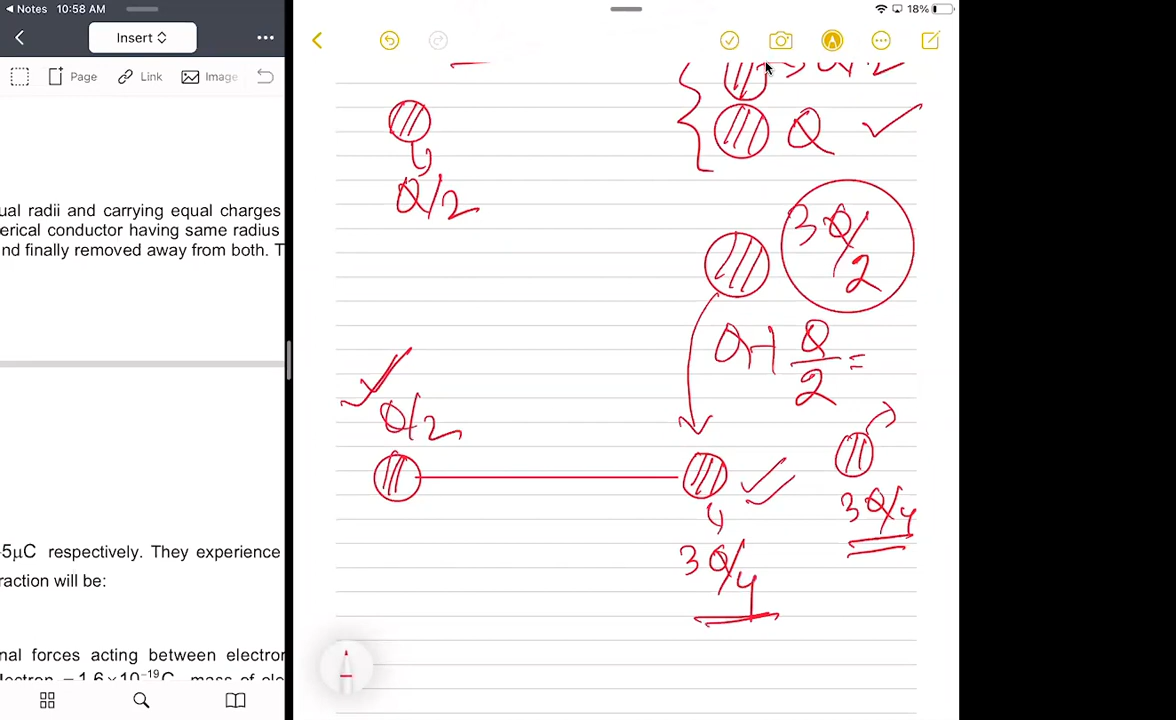 Notes 10:58 AM
18%
Insert
Page Link Image
ual radii and carrying equal charges
erical conductor having same radius
nd finally removed away from both. T
5μC respectively. They experience
raction will be:
nal forces acting between electron
Q/2
Q ✓
3Q/2
Q + Q/2 =
✓
Q/2
✓✓
3Q/4
3Q/4